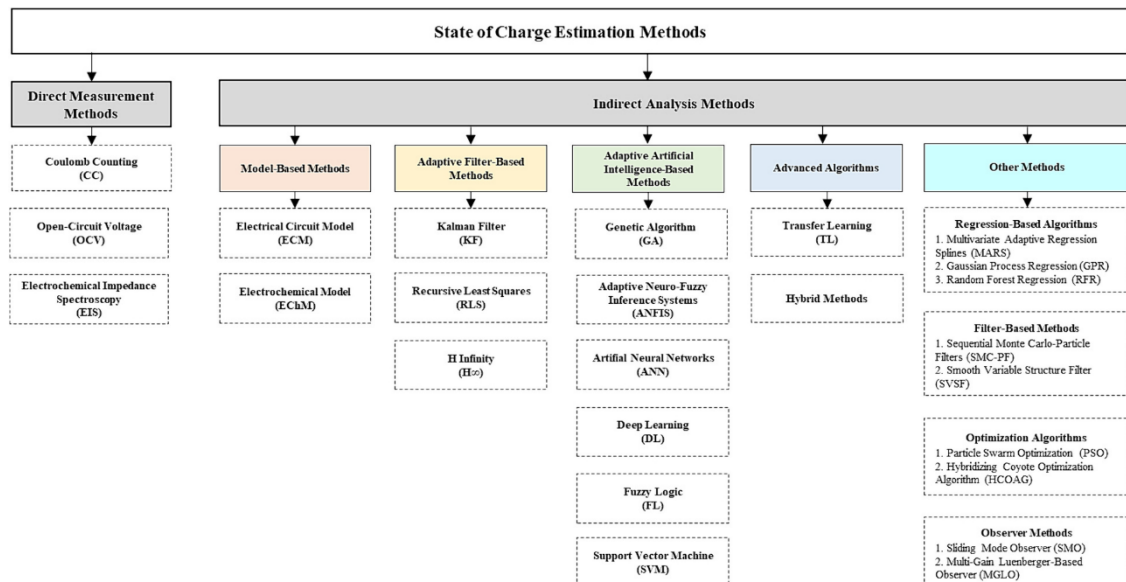 State of Charge Estimation Methods
Direct Measurement
Methods
Coulomb Counting
(CC)
Open-Circuit Voltage
(OCV)
Electrochemical Impedance
Spectroscopy
(EIS)
Indirect Analysis Methods
Model-Based Methods
Electrical Circuit Model
(ECM)
Electrochemical Model
(EChM)
Adaptive Filter-Based
Methods
Kalman Filter
(KF)
Recursive Least Squares
(RLS)
H Infinity
(H∞)
Adaptive Artificial
Intelligence-Based
Methods
Genetic Algorithm
(GA)
Adaptive Neuro-Fuzzy
Inference Systems
(ANFIS)
Artifial Neural Networks
(ANN)
Deep Learning
(DL)
Fuzzy Logic
(FL)
Support Vector Machine
(SVM)
Advanced Algorithms
Transfer Learning
(TL)
Hybrid Methods
Other Methods
Regression-Based Algorithms
1. Multivariate Adaptive Regression
Splines (MARS)
2. Gaussian Process Regression (GPR)
3. Random Forest Regression (RFR)
Filter-Based Methods
1. Sequential Monte Carlo-Particle
Filters (SMC-PF)
2. Smooth Variable Structure Filter
(SVSF)
Optimization Algorithms
1. Particle Swarm Optimization (PSO)
2. Hybridizing Coyote Optimization
Algorithm (HCOAG)
Observer Methods
1. Sliding Mode Observer (SMO)
2. Multi-Gain Luenberger-Based
Observer (MGLO)